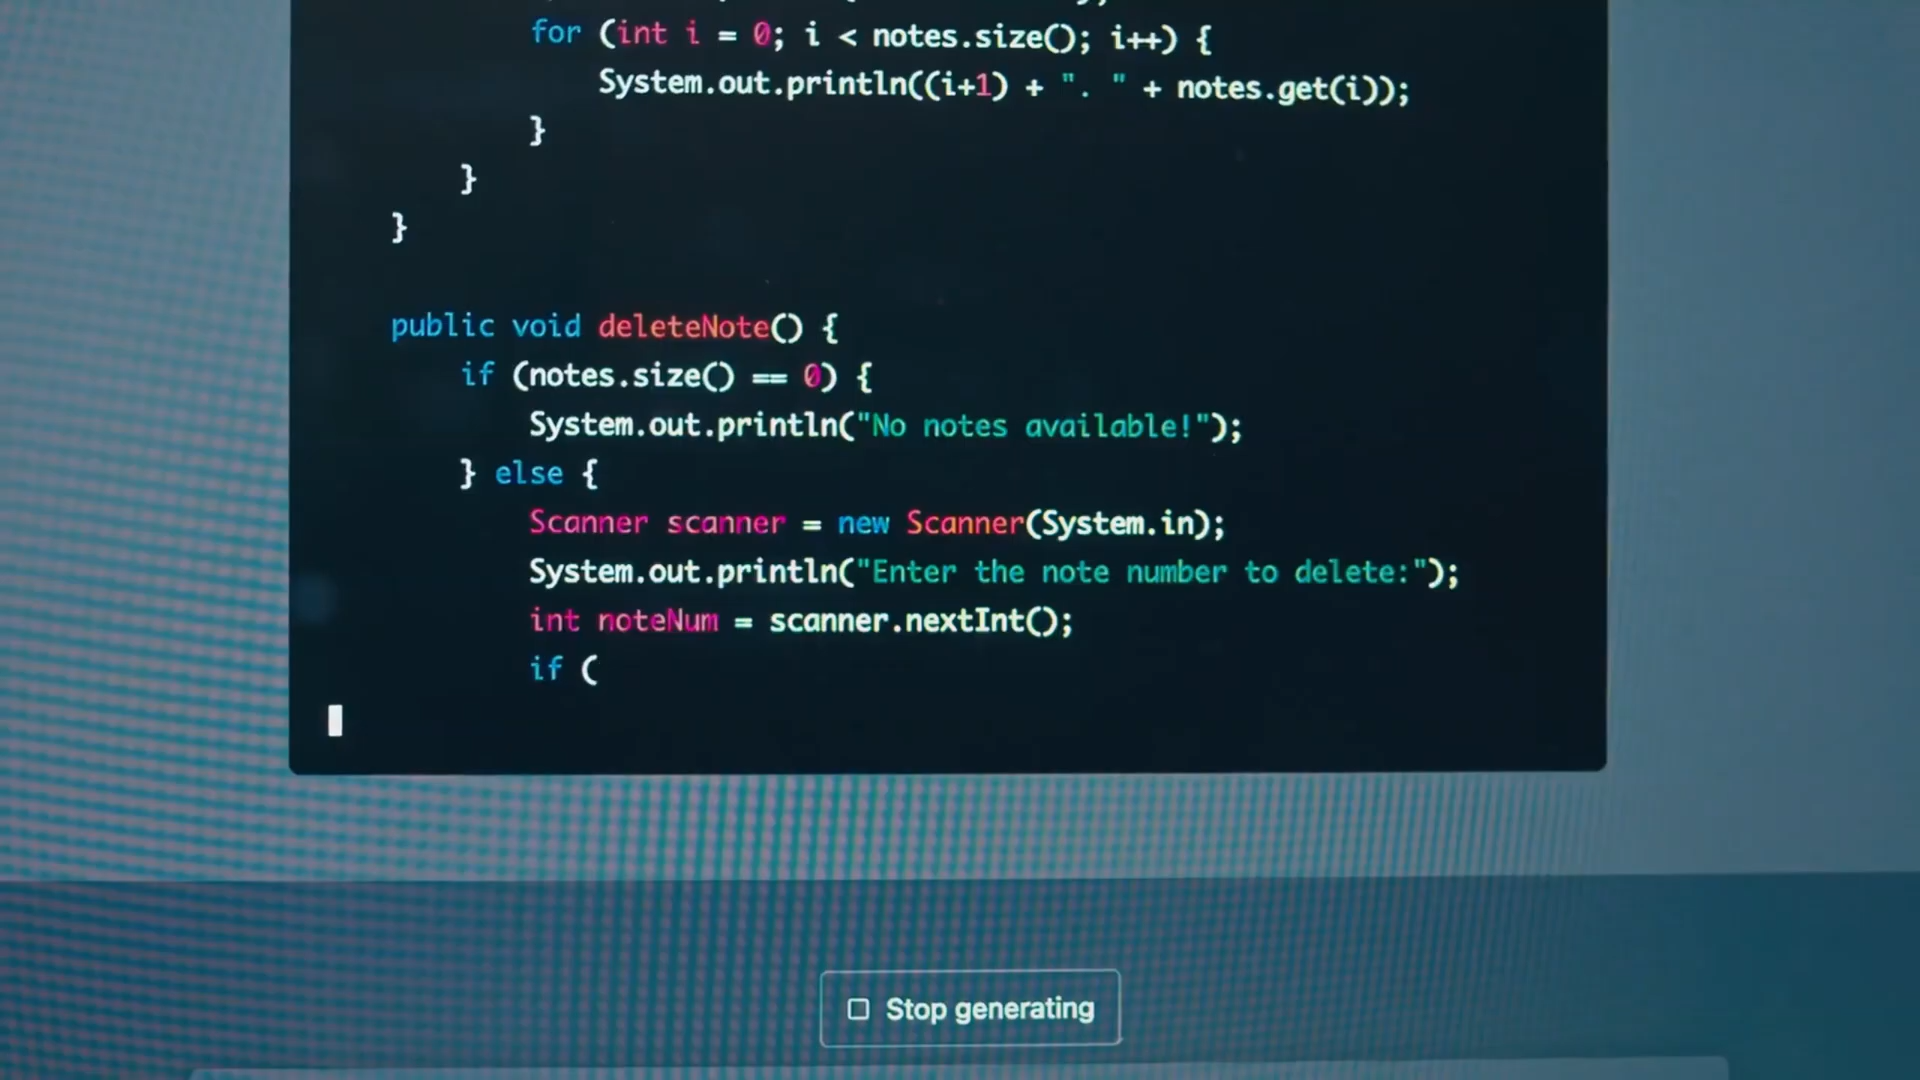 for (int i = 0; i < notes.size(); i++) {
System.out.println((i+1) + ". " + notes.get(i));
}
}
}
public void deleteNote() {
if (notes.size() == 0) {
System.out.println("No notes available!");
} else {
Scanner scanner = new Scanner(System.in);
System.out.println("Enter the note number to delete:");
int noteNum = scanner.nextInt();
if (
Stop generating